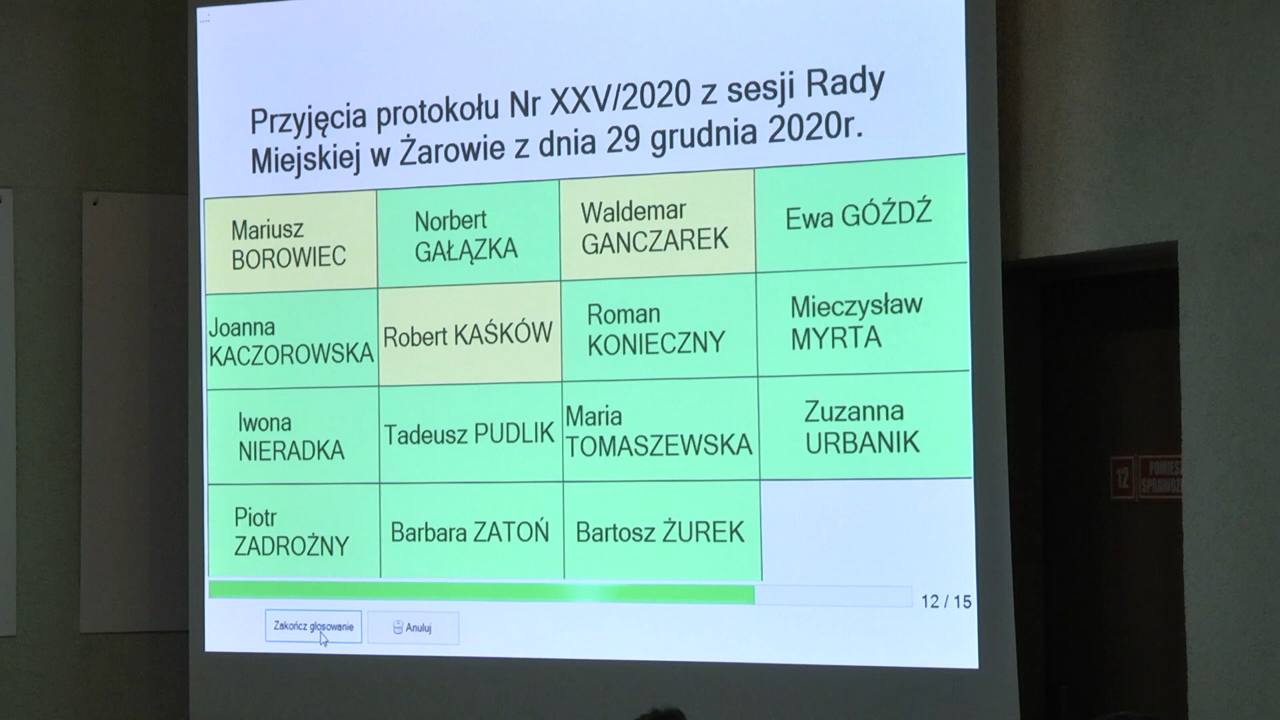 Przyjęcia protokołu Nr XXV/2020 z sesji Rady
Miejskiej w Żarowie z dnia 29 grudnia 2020r.
Mariusz
BOROWIEC
Norbert
GAŁĄZKA
Waldemar
GANCZAREK
Ewa GÓŹDŹ
Joanna
KACZOROWSKA
Robert KAŚKÓW
Roman
KONIECZNY
Mieczysław
MYRTA
Iwona
NIERADKA
Tadeusz PUDLIK
Maria
TOMASZEWSKA
Zuzanna
URBANIK
Piotr
ZADROŻNY
Barbara ZATOŃ
Bartosz ŻUREK
12 / 15
Zakończ głosowanie
Anuluj
12